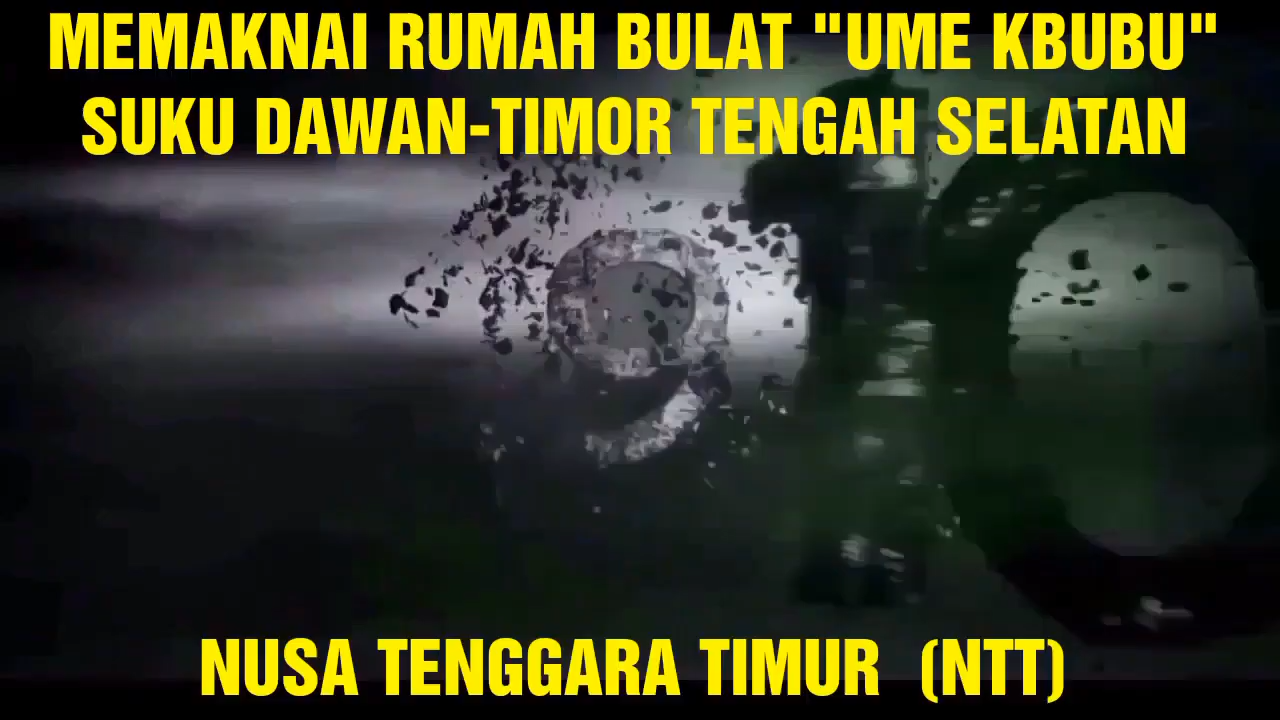 MEMAKNAI RUMAH BULAT "UME KBUBU"
SUKU DAWAN-TIMOR TENGAH SELATAN
NUSA TENGGARA TIMUR (NTT)